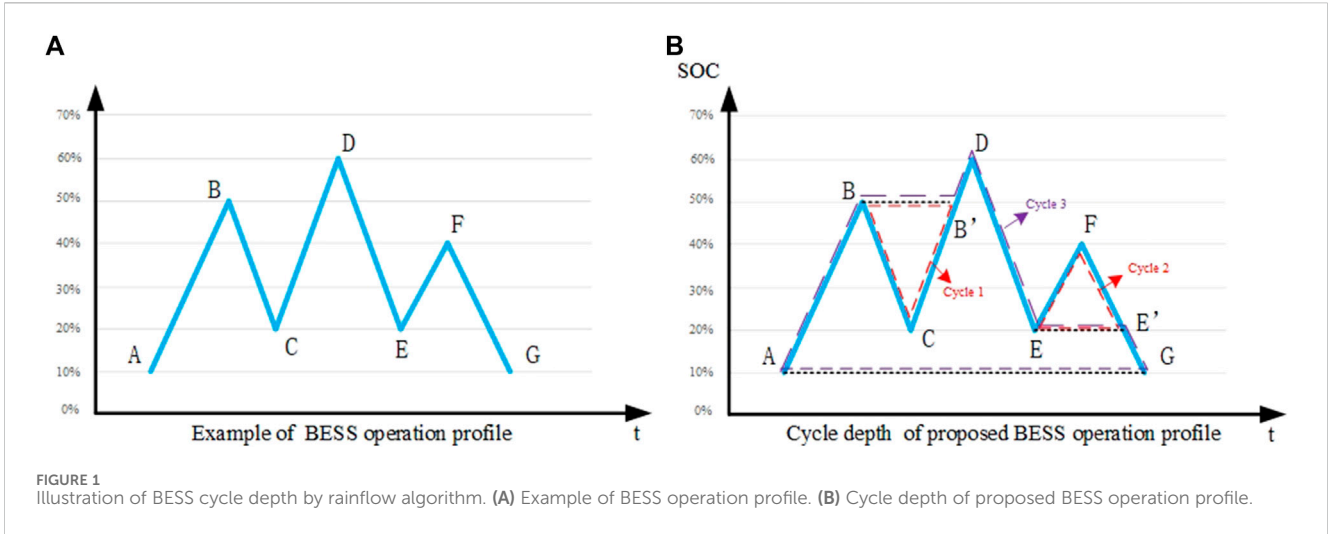 A
70%
60%
50%
40%
30%
20%
10%
0%
A
B
C
D
E
F
G
Example of BESS operation profile
t
B
SOC
70%
60%
50%
40%
30%
20%
10%
0%
A
B
B'
C
D
E
F
E'
G
Cycle 1
Cycle 2
Cycle 3
Cycle depth of proposed BESS operation profile
t
FIGURE 1
Illustration of BESS cycle depth by rainflow algorithm. (A) Example of BESS operation profile. (B) Cycle depth of proposed BESS operation profile.